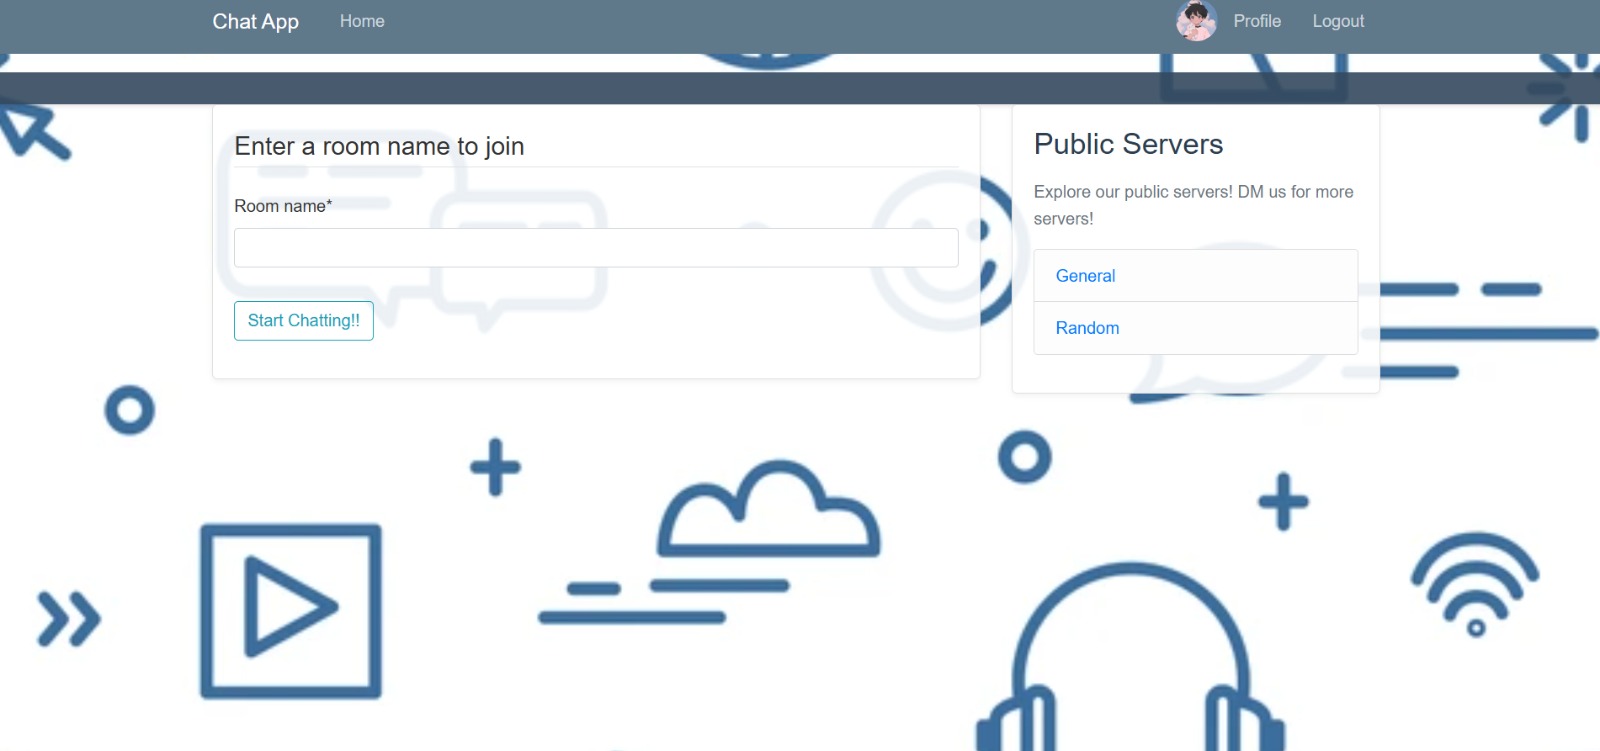 Chat App
Home
Profile
Logout
Enter a room name to join
Room name*
Start Chatting!!
Public Servers
Explore our public servers! DM us for more
servers!
General
Random